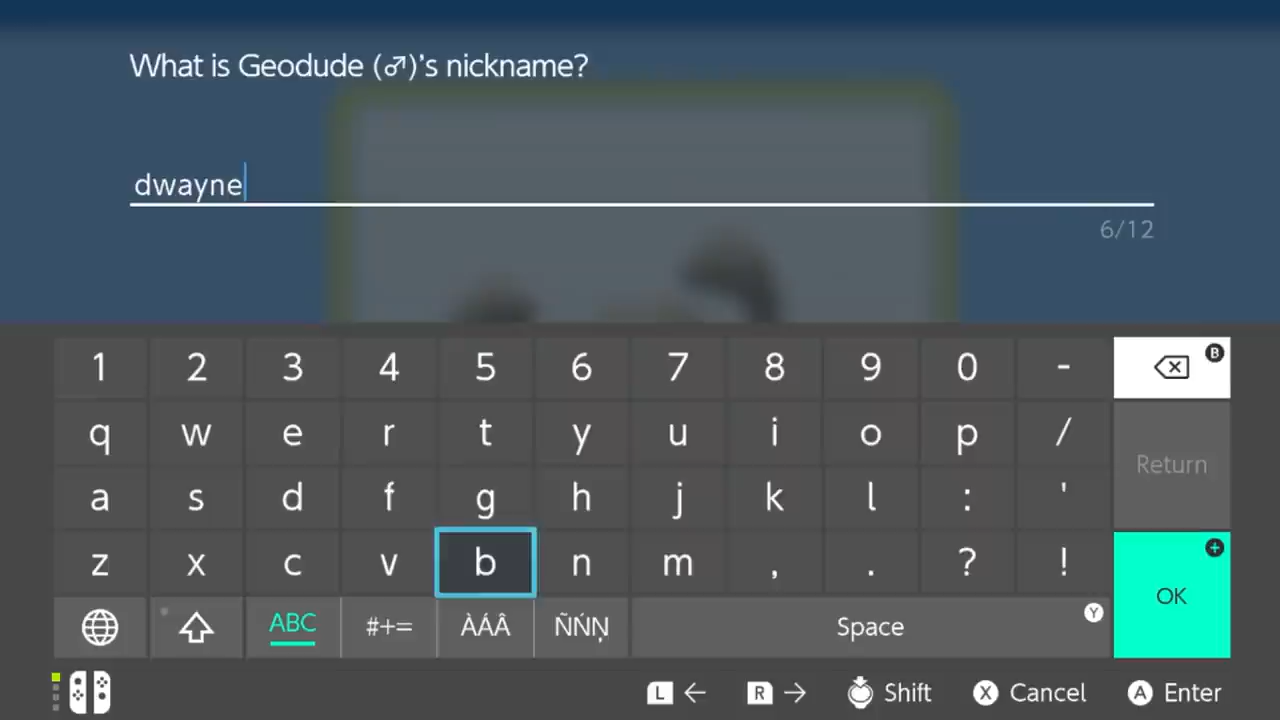 What is Geodude (♂)'s nickname?
dwayne
6/12
1 2 3 4 5 6 7 8 9 0 - B
q w e r t y u i o p /
Return
a s d f g h j k l : '
z x c v b n m , . ? ! +
OK
ABC #+= ÀÁÂ ÑŃŅ Space Y
L ← R → Shift X Cancel A Enter